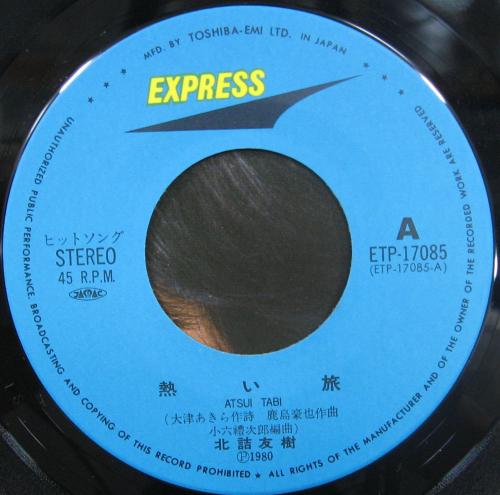 MFD. BY TOSHIBA-EMI LTD. IN JAPAN
EXPRESS
ヒットソング
STEREO
45 R.P.M.
JASRAC
A
ETP-17085
(ETP-17085-A)
熱い旅
ATSUI TABI
(大津あきら作詩 鹿島豪也作曲
小六禮次郎編曲)
北詰友樹
Ⓟ1980
UNAUTHORIZED PUBLIC PERFORMANCE, BROADCASTING AND COPYING OF THIS RECORD PROHIBITED ★ ALL RIGHTS OF THE MANUFACTURER AND OF THE OWNER OF THE RECORDED WORK ARE RESERVED